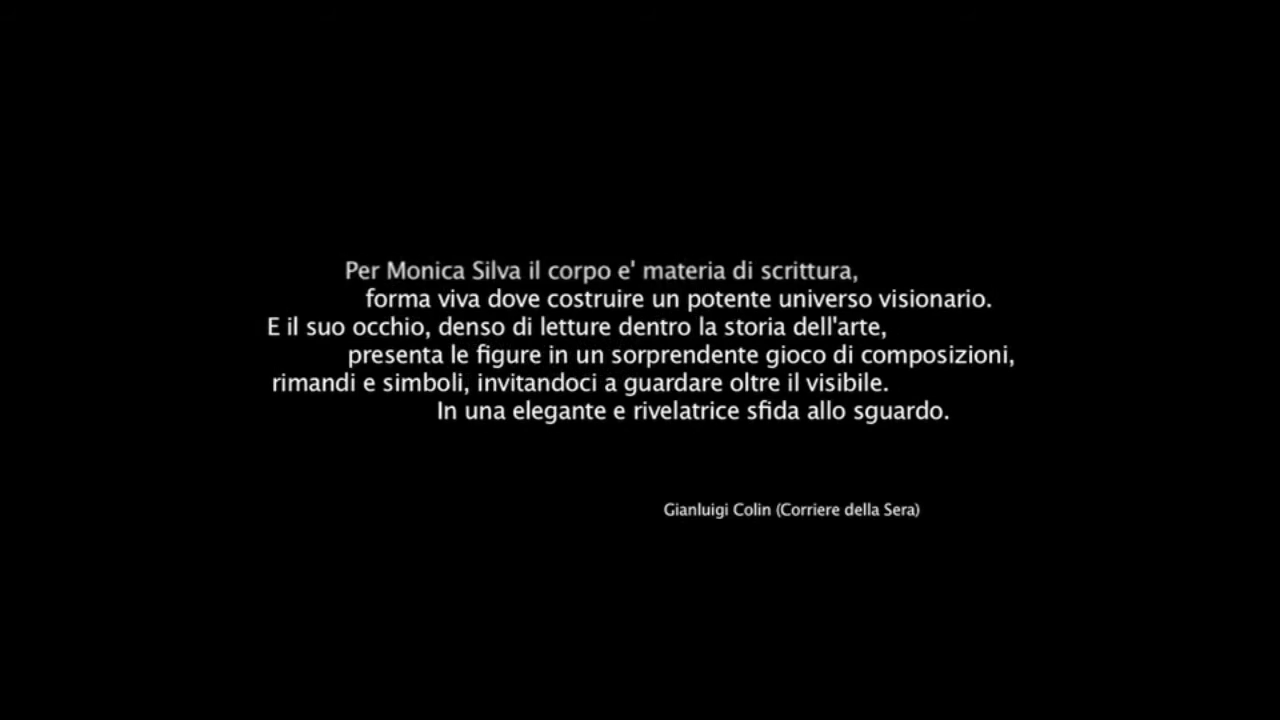 Per Monica Silva il corpo e' materia di scrittura,
forma viva dove costruire un potente universo visionario.
E il suo occhio, denso di letture dentro la storia dell'arte,
presenta le figure in un sorprendente gioco di composizioni,
rimandi e simboli, invitandoci a guardare oltre il visibile.
In una elegante e rivelatrice sfida allo sguardo.
Gianluigi Colin (Corriere della Sera)